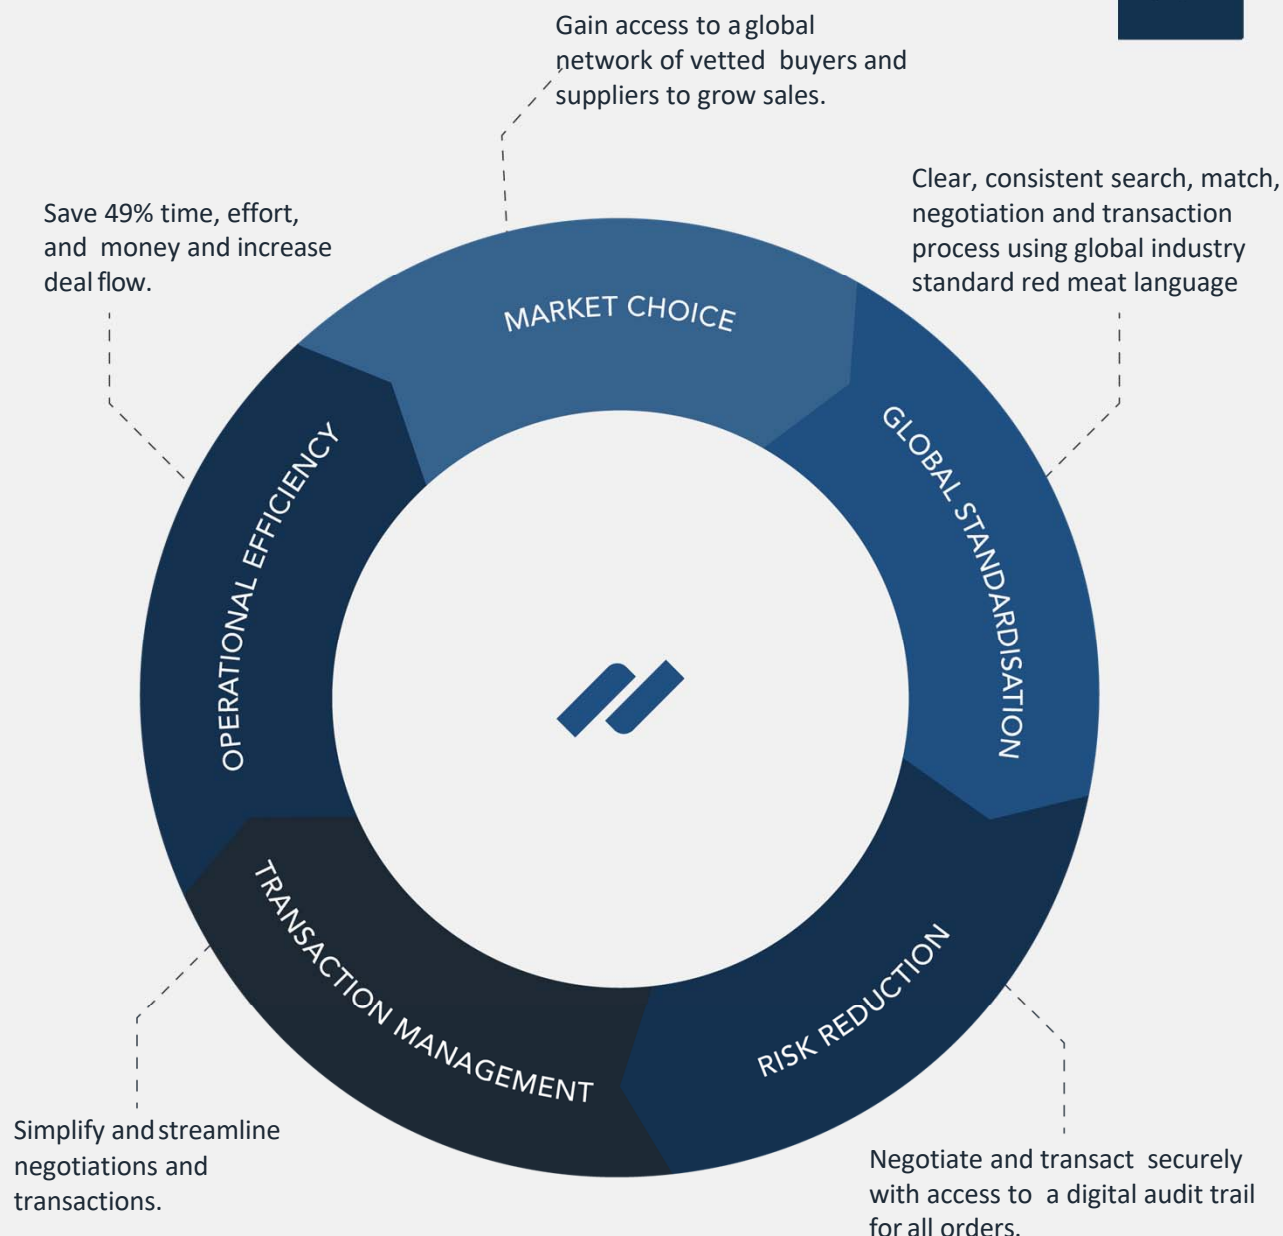 Gain access to a global
network of vetted buyers and
suppliers to grow sales.
Clear, consistent search, match,
negotiation and transaction
process using global industry
standard red meat language
Save 49% time, effort,
and money and increase
deal flow.
MARKET CHOICE
GLOBAL STANDARDISATION
OPERATIONAL EFFICIENCY
TRANSACTION MANAGEMENT
RISK REDUCTION
Simplify and streamline
negotiations and
transactions.
Negotiate and transact securely
with access to a digital audit trail
for all orders.